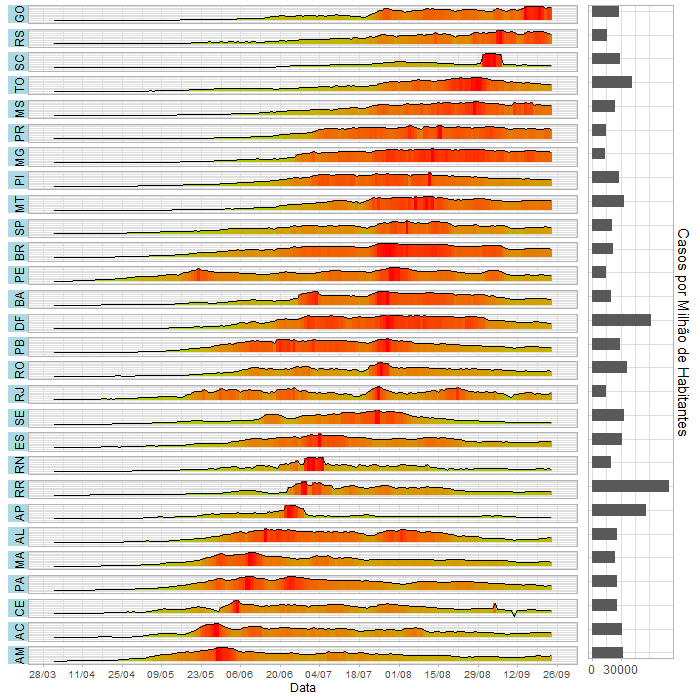 GO
RS
SC
TO
MS
PR
MG
PI
MT
SP
BR
PE
BA
DF
PB
RO
RJ
SE
ES
RN
RR
AP
AL
MA
PA
CE
AC
AM
28/03 11/04 25/04 09/05 23/05 06/06 20/06 04/07 18/07 01/08 15/08 29/08 12/09 26/09
Data
0 30000
Casos por Milhão de Habitantes